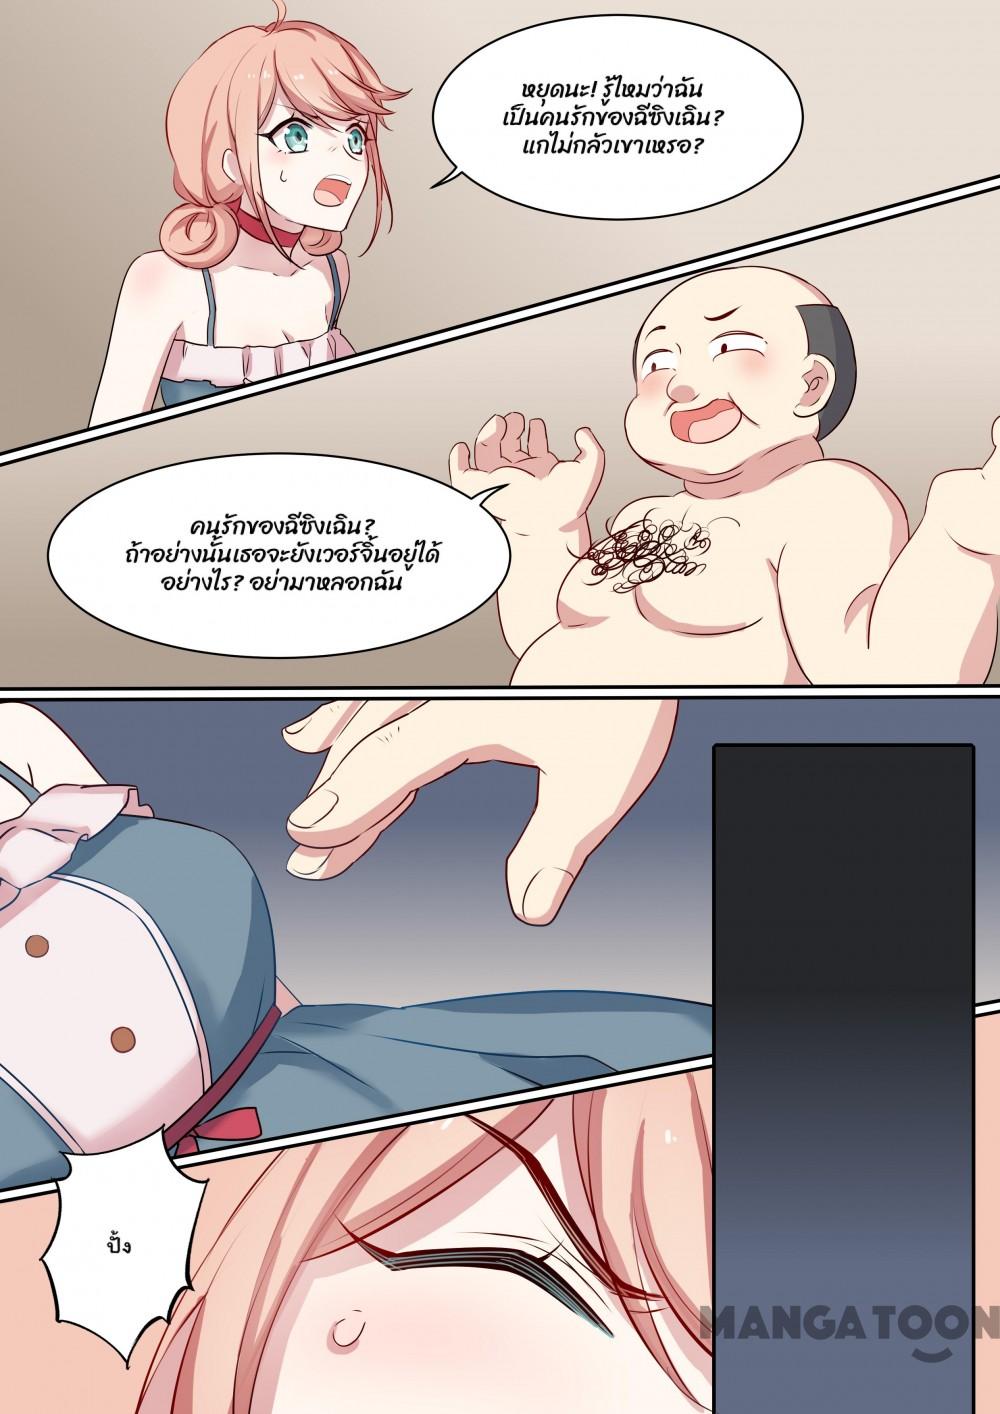 หยุดนะ! รู้ไหมว่าฉัน
เป็นคนรักของฉีซิงเฉิน?
แกไม่กลัวเขาเหรอ?
คนรักของฉีซิงเฉิน?
ถ้าอย่างนั้นเธอจะยังเวอร์จิ้นอยู่ได้
อย่างไร? อย่ามาหลอกฉัน
ปั้ง
MANGATOON